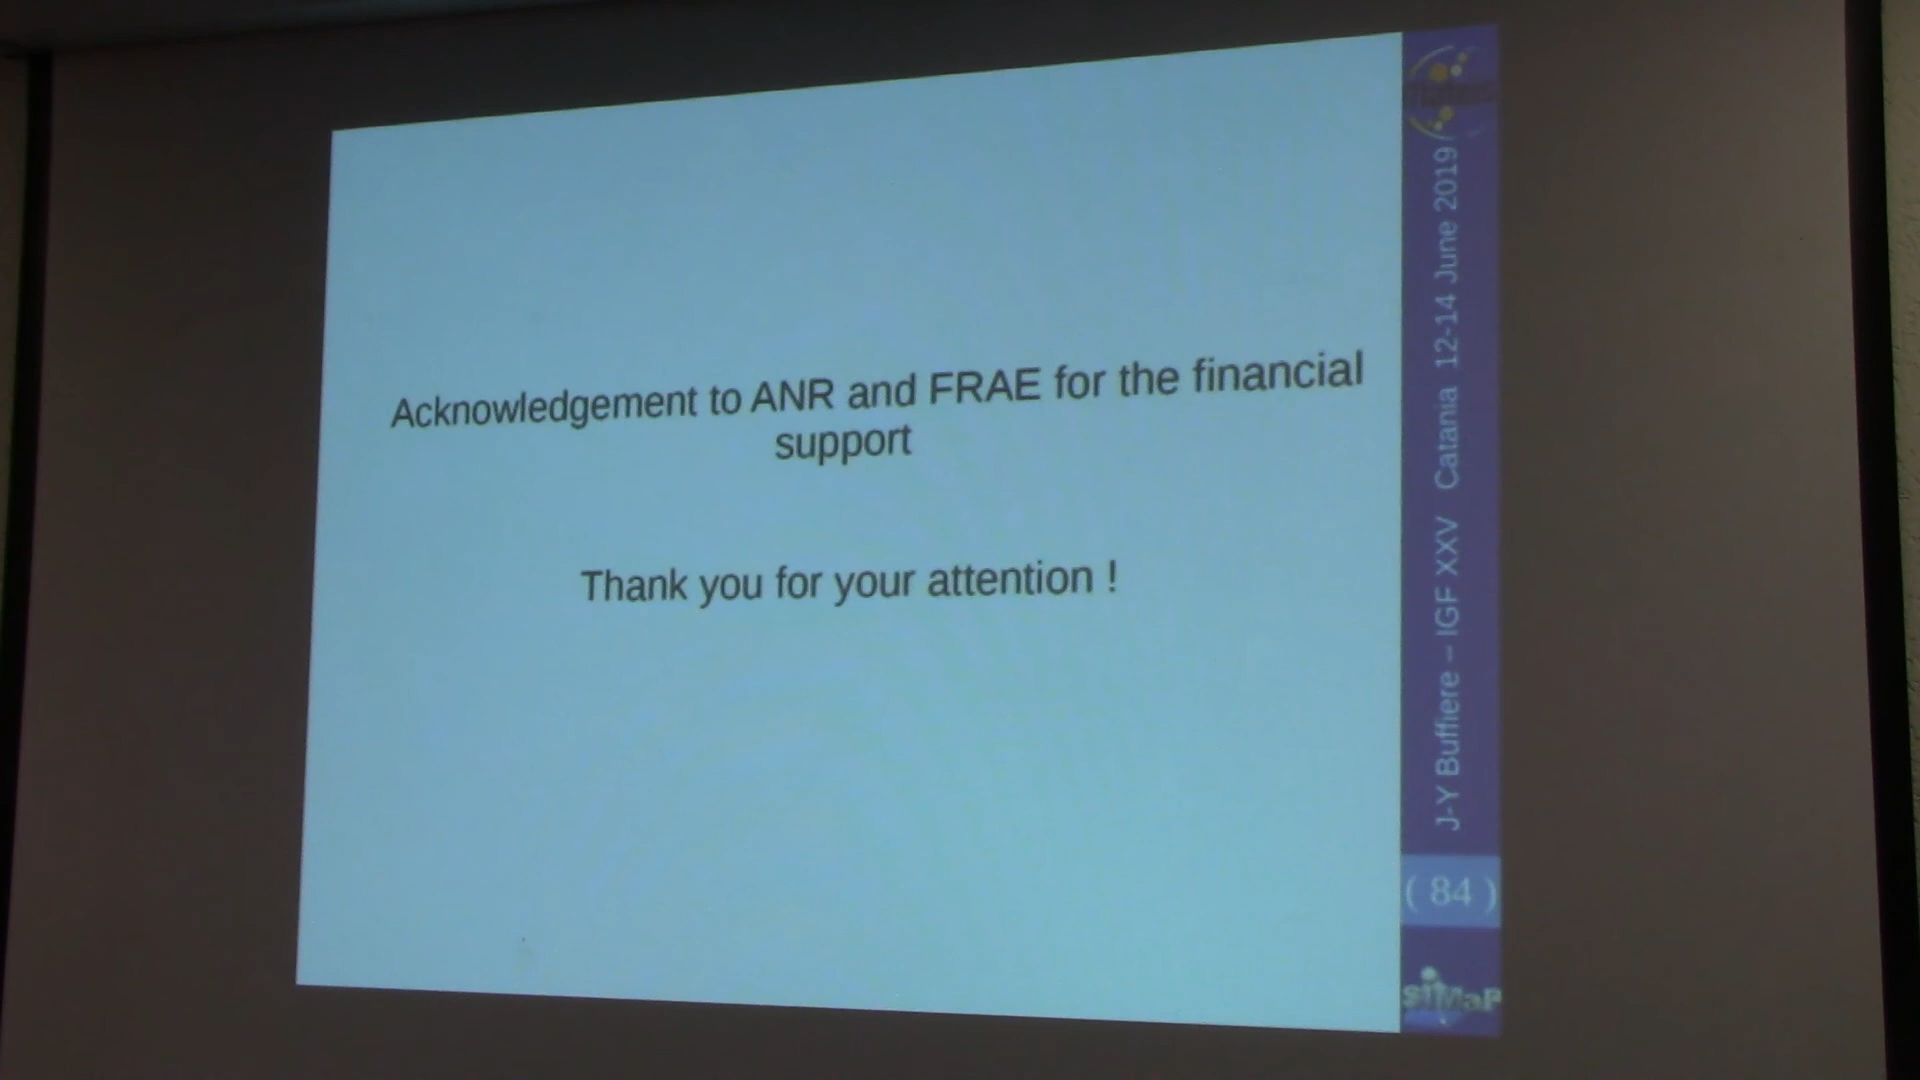 Acknowledgement to ANR and FRAE for the financial
support
Thank you for your attention !
J-Y Buffiere – IGF XXV Catania 12-14 June 2019
( 84 )
SIMaP